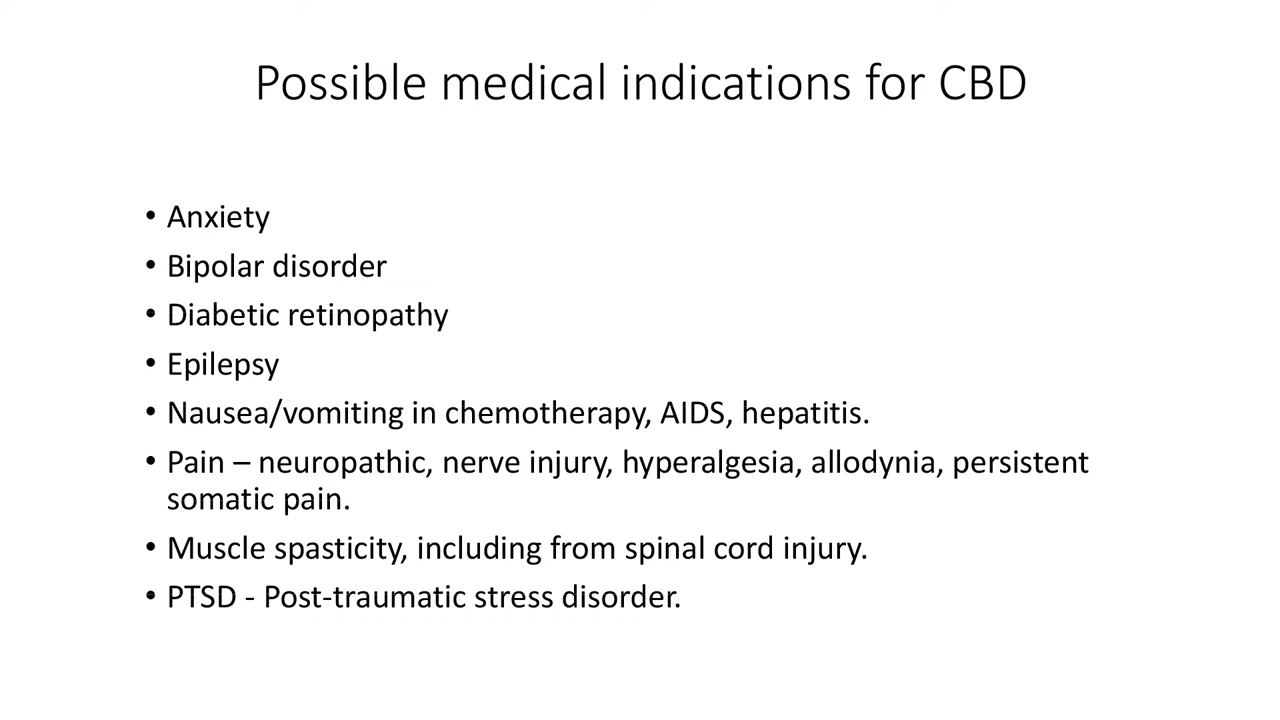 Possible medical indications for CBD
• Anxiety
• Bipolar disorder
• Diabetic retinopathy
• Epilepsy
• Nausea/vomiting in chemotherapy, AIDS, hepatitis.
• Pain – neuropathic, nerve injury, hyperalgesia, allodynia, persistent
somatic pain.
• Muscle spasticity, including from spinal cord injury.
• PTSD - Post-traumatic stress disorder.